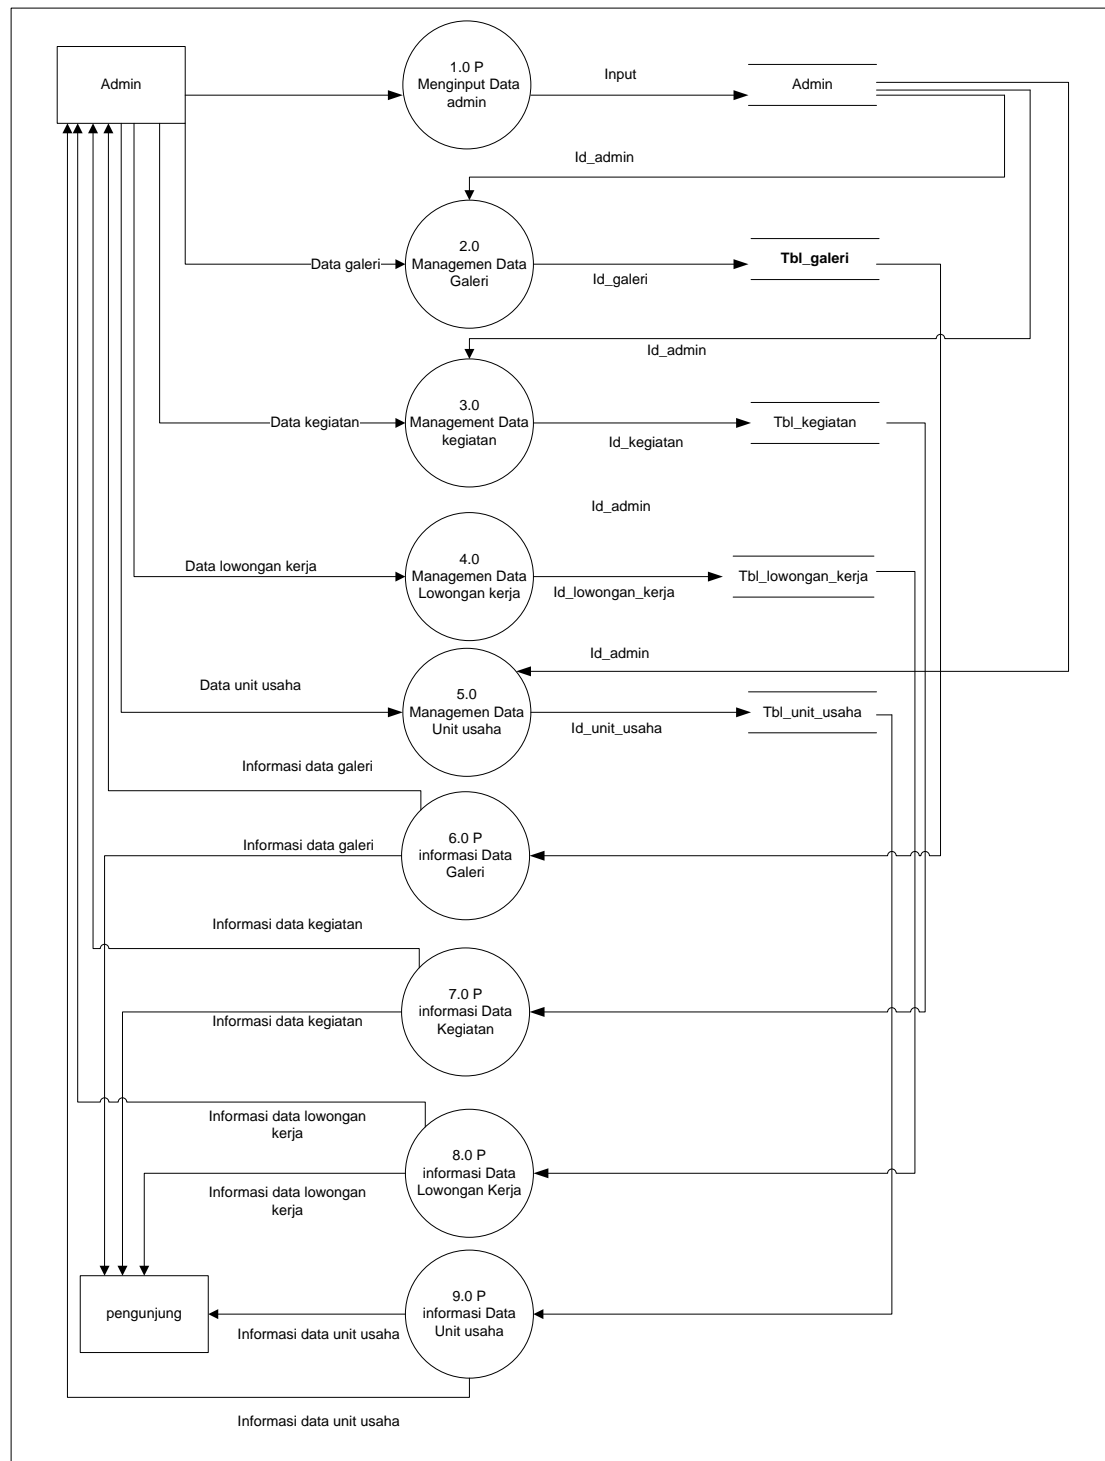 Admin
1.0 P
Menginput Data
admin
Input
Admin
Id_admin
2.0
Managemen Data
Galeri
Data galeri
Id_galeri
Tbl_galeri
Id_admin
3.0
Management Data
kegiatan
Data kegiatan
Id_kegiatan
Tbl_kegiatan
Id_admin
4.0
Managemen Data
Lowongan kerja
Data lowongan kerja
Id_lowongan_kerja
Tbl_lowongan_kerja
Id_admin
5.0
Managemen Data
Unit usaha
Data unit usaha
Id_unit_usaha
Tbl_unit_usaha
Informasi data galeri
6.0 P
informasi Data
Galeri
Informasi data galeri
Informasi data kegiatan
7.0 P
informasi Data
Kegiatan
Informasi data kegiatan
Informasi data lowongan
kerja
8.0 P
informasi Data
Lowongan Kerja
Informasi data lowongan
kerja
pengunjung
9.0 P
informasi Data
Unit usaha
Informasi data unit usaha
Informasi data unit usaha